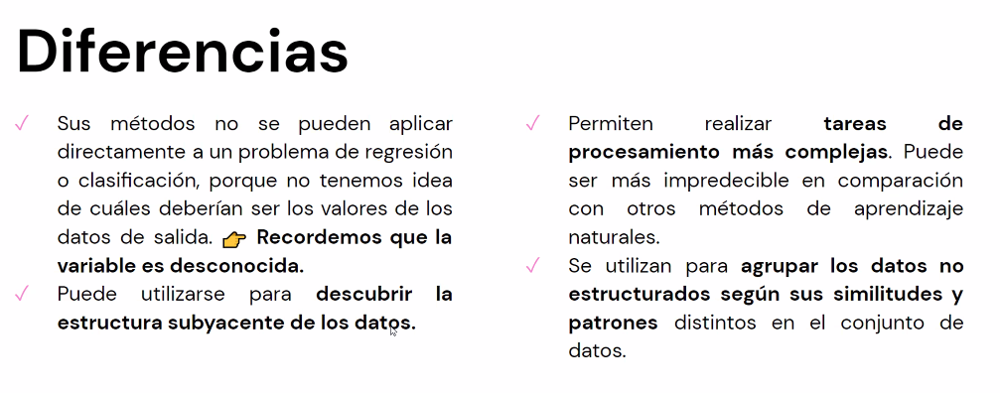 Diferencias
✓ Sus métodos no se pueden aplicar
directamente a un problema de regresión
o clasificación, porque no tenemos idea
de cuáles deberían ser los valores de los
datos de salida. 👉 Recordemos que la
variable es desconocida.
✓ Puede utilizarse para descubrir la
estructura subyacente de los datos.
✓ Permiten realizar tareas de
procesamiento más complejas. Puede
ser más impredecible en comparación
con otros métodos de aprendizaje
naturales.
✓ Se utilizan para agrupar los datos no
estructurados según sus similitudes y
patrones distintos en el conjunto de
datos.